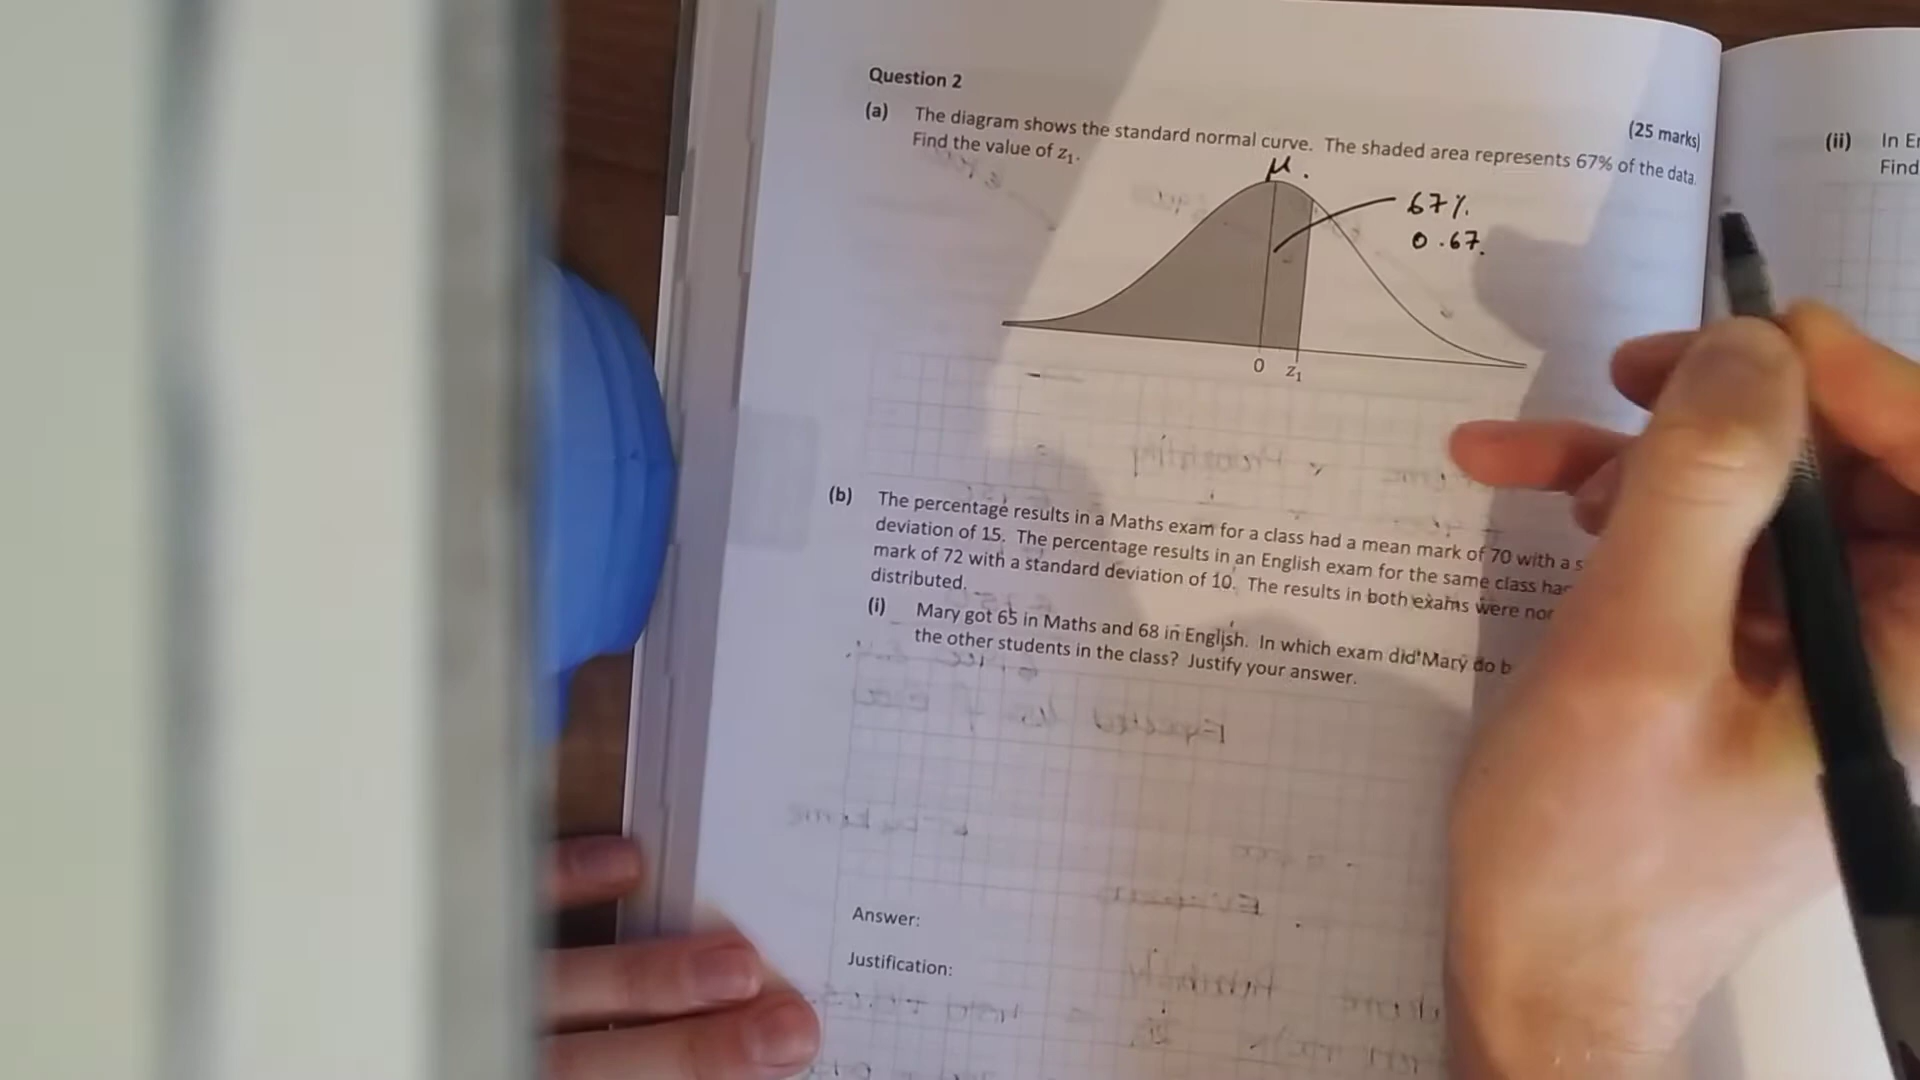 Question 2
(25 marks)
(a) The diagram shows the standard normal curve. The shaded area represents 67% of the data.
Find the value of z₁.
μ.
67%.
0.67.
0 z₁
(b) The percentage results in a Maths exam for a class had a mean mark of 70 with a s
deviation of 15. The percentage results in an English exam for the same class had
mark of 72 with a standard deviation of 10. The results in both exams were nor
distributed.
(i) Mary got 65 in Maths and 68 in English. In which exam did Mary do b
the other students in the class? Justify your answer.
Answer:
Justification:
(ii) In E
Find